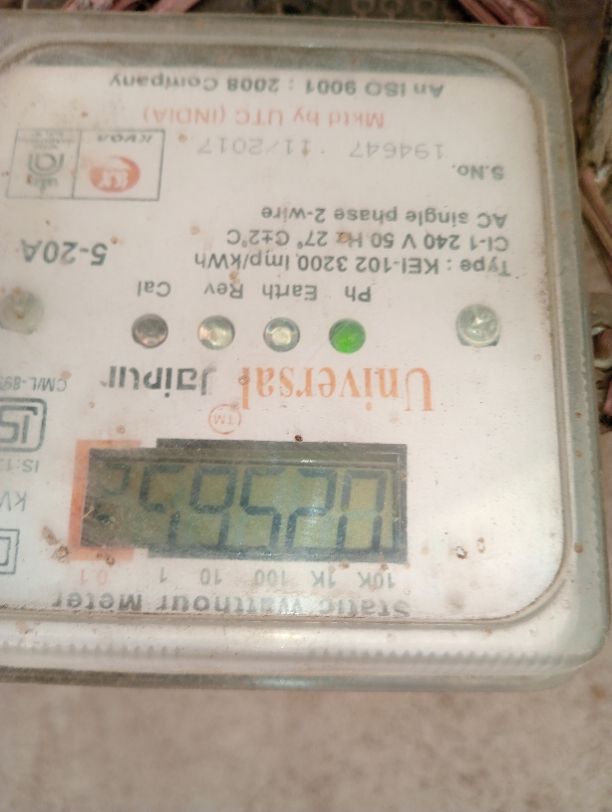 Static Watthour Meter
10K 1K 100 10 1 0.1
Universal Jaipur
TM
Ph Earth Rev Cal
Type : KEI-102 3200 Imp/kWh
Cl-1 240 V 50 Hz 27°C±2°C
5-20A
AC single phase 2-wire
S.No.
194647 11/2017
KVQA
Mktd by UTC (INDIA)
An ISO 9001 : 2008 Company